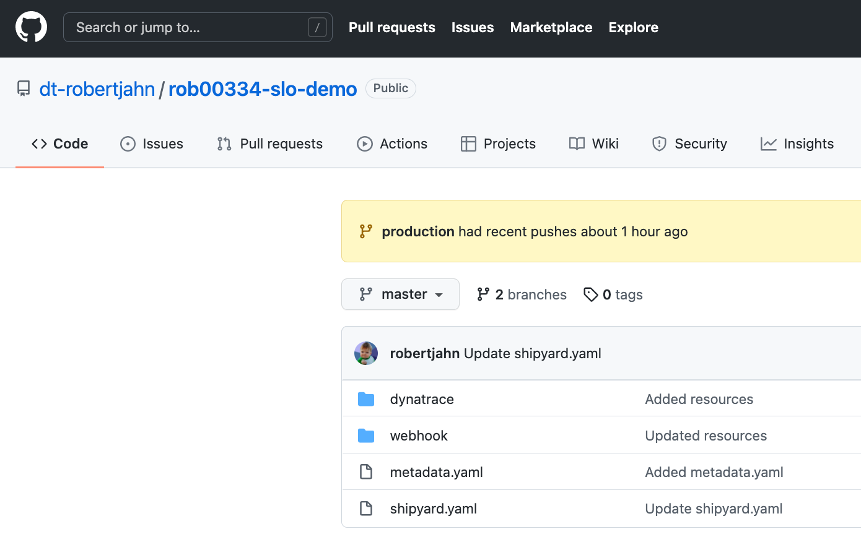 Search or jump to... /
Pull requests Issues Marketplace Explore
dt-robertjahn / rob00334-slo-demo Public
<> Code Issues Pull requests Actions Projects Wiki Security Insights
production had recent pushes about 1 hour ago
master 2 branches 0 tags
robertjahn Update shipyard.yaml
dynatrace Added resources
webhook Updated resources
metadata.yaml Added metadata.yaml
shipyard.yaml Update shipyard.yaml